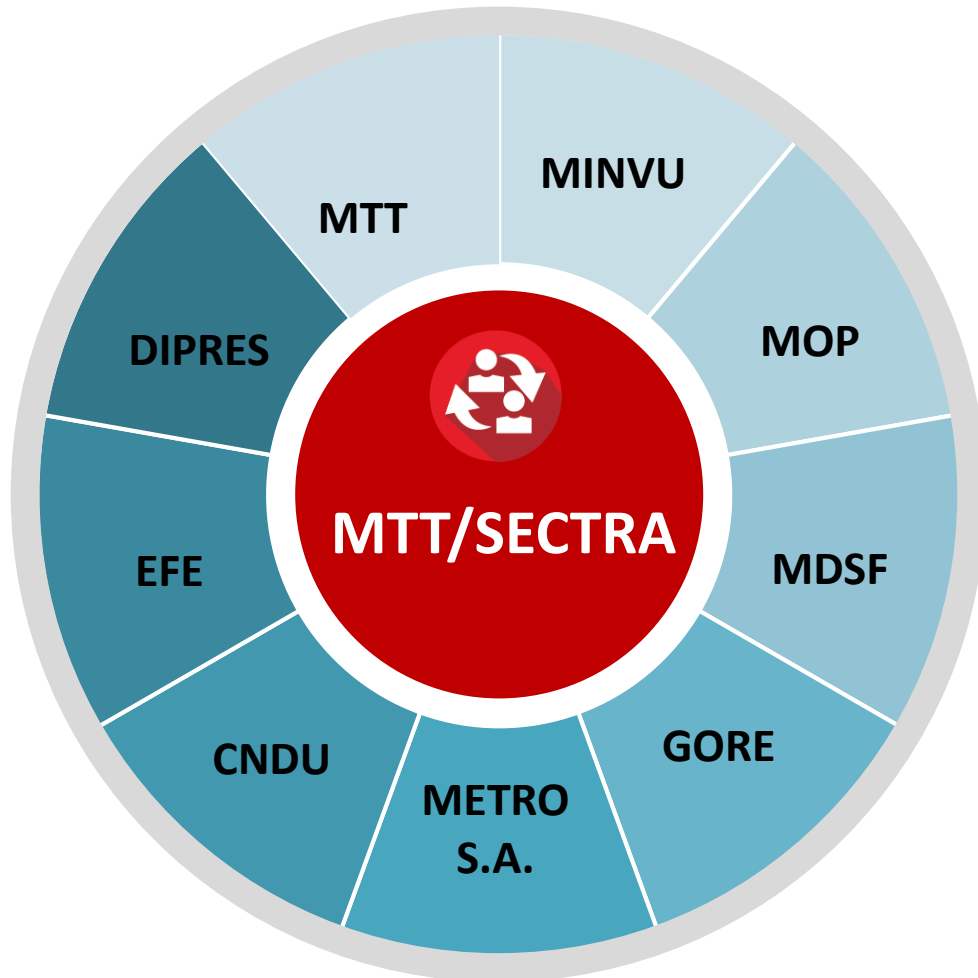 MTT
MINVU
MOP
MDSF
GORE
METRO
S.A.
CNDU
EFE
DIPRES
MTT/SECTRA